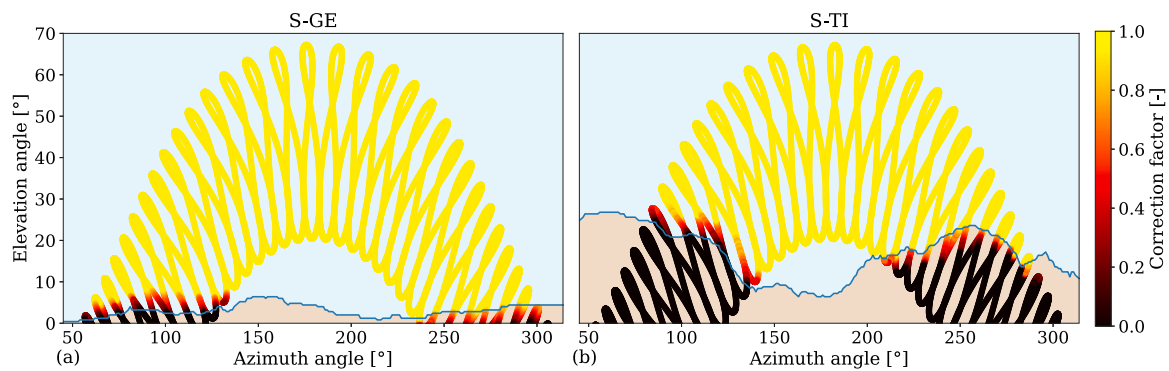 S-GE
S-TI
70
60
50
40
30
20
10
0
Elevation angle [°]
50 100 150 200 250 300
50 100 150 200 250 300
(a) Azimuth angle [°]
(b) Azimuth angle [°]
1.0
0.8
0.6
0.4
0.2
0.0
Correction factor [-]